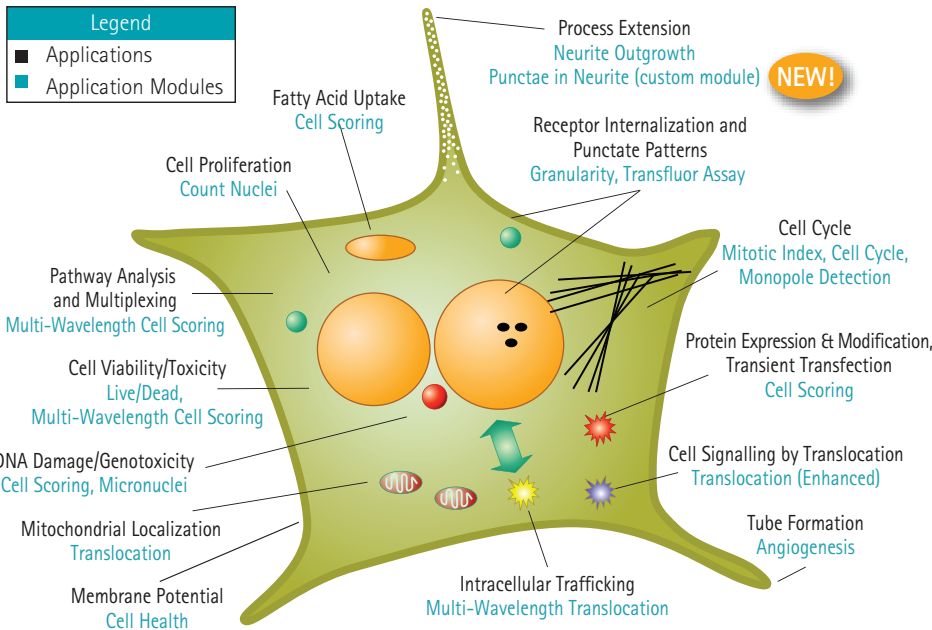 Legend
Applications
Application Modules
Process Extension
Neurite Outgrowth
Punctae in Neurite (custom module)
NEW!
Fatty Acid Uptake
Cell Scoring
Receptor Internalization and
Punctate Patterns
Granularity, Transfluor Assay
Cell Proliferation
Count Nuclei
Cell Cycle
Mitotic Index, Cell Cycle,
Monopole Detection
Pathway Analysis
and Multiplexing
Multi-Wavelength Cell Scoring
Protein Expression & Modification,
Transient Transfection
Cell Scoring
Cell Viability/Toxicity
Live/Dead,
Multi-Wavelength Cell Scoring
DNA Damage/Genotoxicity
Cell Scoring, Micronuclei
Cell Signalling by Translocation
Translocation (Enhanced)
Mitochondrial Localization
Translocation
Tube Formation
Angiogenesis
Membrane Potential
Cell Health
Intracellular Trafficking
Multi-Wavelength Translocation